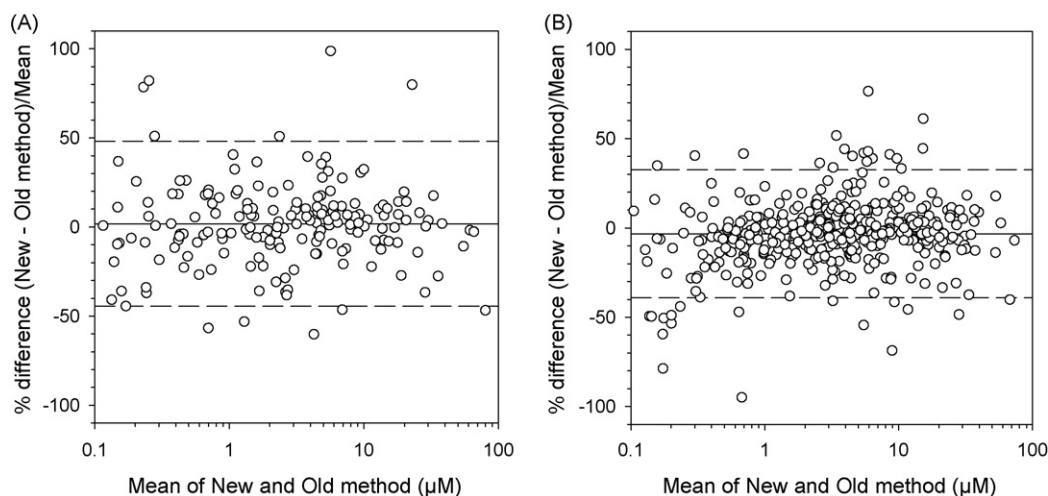 (A)
% difference (New - Old method)/Mean
100
50
0
-50
-100
0.1 1 10 100
Mean of New and Old method (µM)
(B)
% difference (New - Old method)/Mean
100
50
0
-50
-100
0.1 1 10 100
Mean of New and Old method (µM)